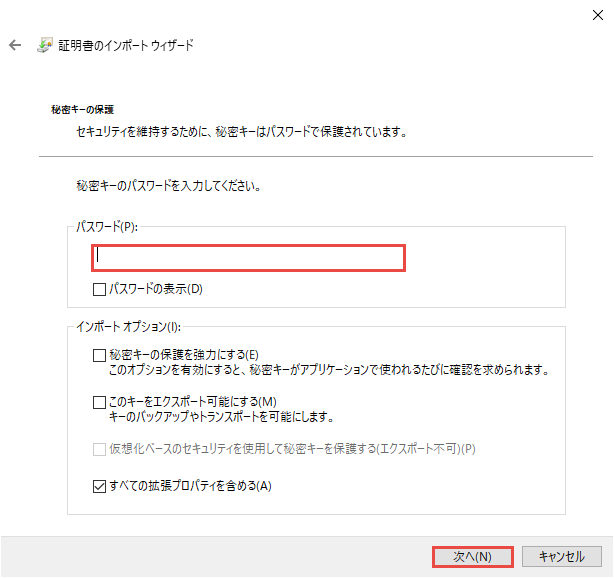 証明書のインポート ウィザード
秘密キーの保護
セキュリティを維持するために、秘密キーはパスワードで保護されています。
秘密キーのパスワードを入力してください。
パスワード(P):
パスワードの表示(D)
インポート オプション(I):
秘密キーの保護を強力にする(E)
このオプションを有効にすると、秘密キーがアプリケーションで使われるたびに確認を求められます。
このキーをエクスポート可能にする(M)
キーのバックアップやトランスポートを可能にします。
仮想化ベースのセキュリティを使用して秘密キーを保護する(エクスポート不可)(P)
すべての拡張プロパティを含める(A)
次へ(N)
キャンセル